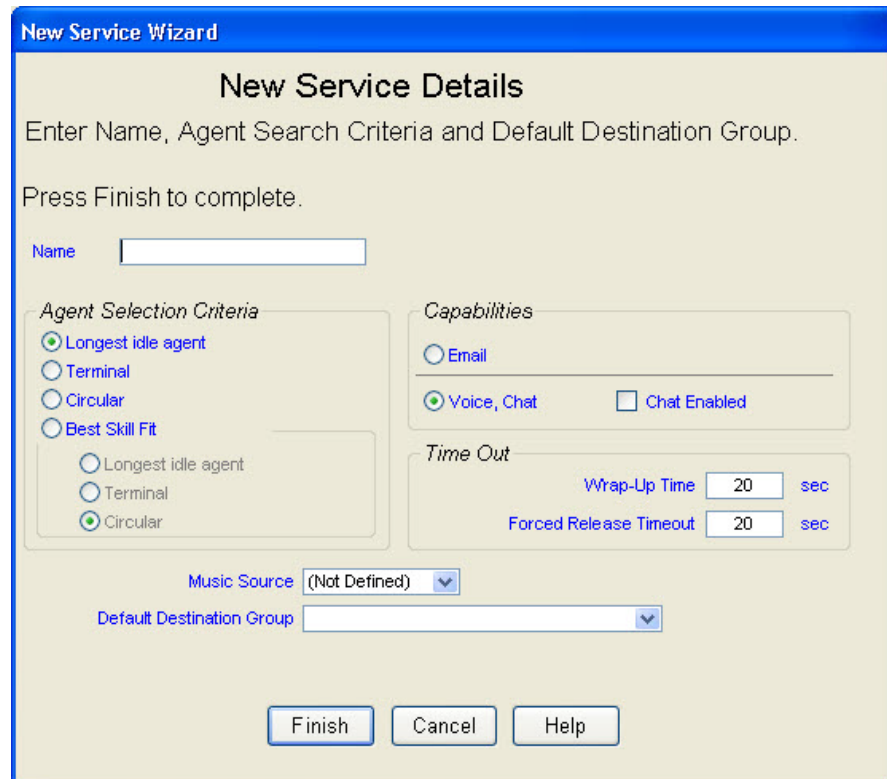 New Service Wizard
New Service Details
Enter Name, Agent Search Criteria and Default Destination Group.
Press Finish to complete.
Name
Agent Selection Criteria
Longest idle agent
Terminal
Circular
Best Skill Fit
Longest idle agent
Terminal
Circular
Capabilities
Email
Voice, Chat Chat Enabled
Time Out
Wrap-Up Time 20 sec
Forced Release Timeout 20 sec
Music Source (Not Defined)
Default Destination Group
Finish Cancel Help